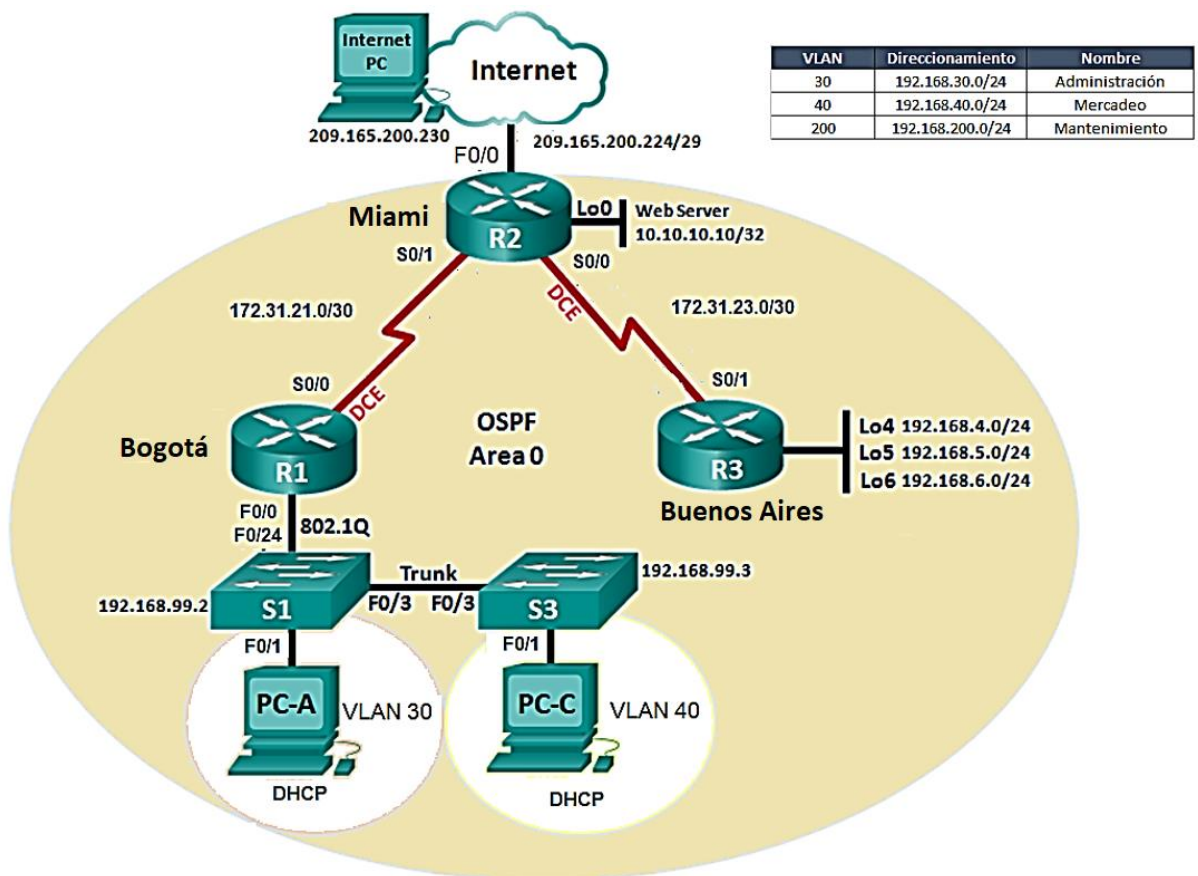 Internet
PC
Internet
209.165.200.230
209.165.200.224/29
F0/0
VLAN Direccionamiento Nombre
30 192.168.30.0/24 Administración
40 192.168.40.0/24 Mercadeo
200 192.168.200.0/24 Mantenimiento
Miami
R2
Lo0
Web Server
10.10.10.10/32
S0/1
S0/0
DCE
172.31.21.0/30
172.31.23.0/30
S0/0
DCE
S0/1
Bogotá
R1
OSPF
Area 0
R3
Buenos Aires
Lo4 192.168.4.0/24
Lo5 192.168.5.0/24
Lo6 192.168.6.0/24
F0/0
F0/24
802.1Q
192.168.99.2
S1
Trunk
F0/3 F0/3
S3
192.168.99.3
F0/1
F0/1
PC-A
VLAN 30
DHCP
PC-C
VLAN 40
DHCP